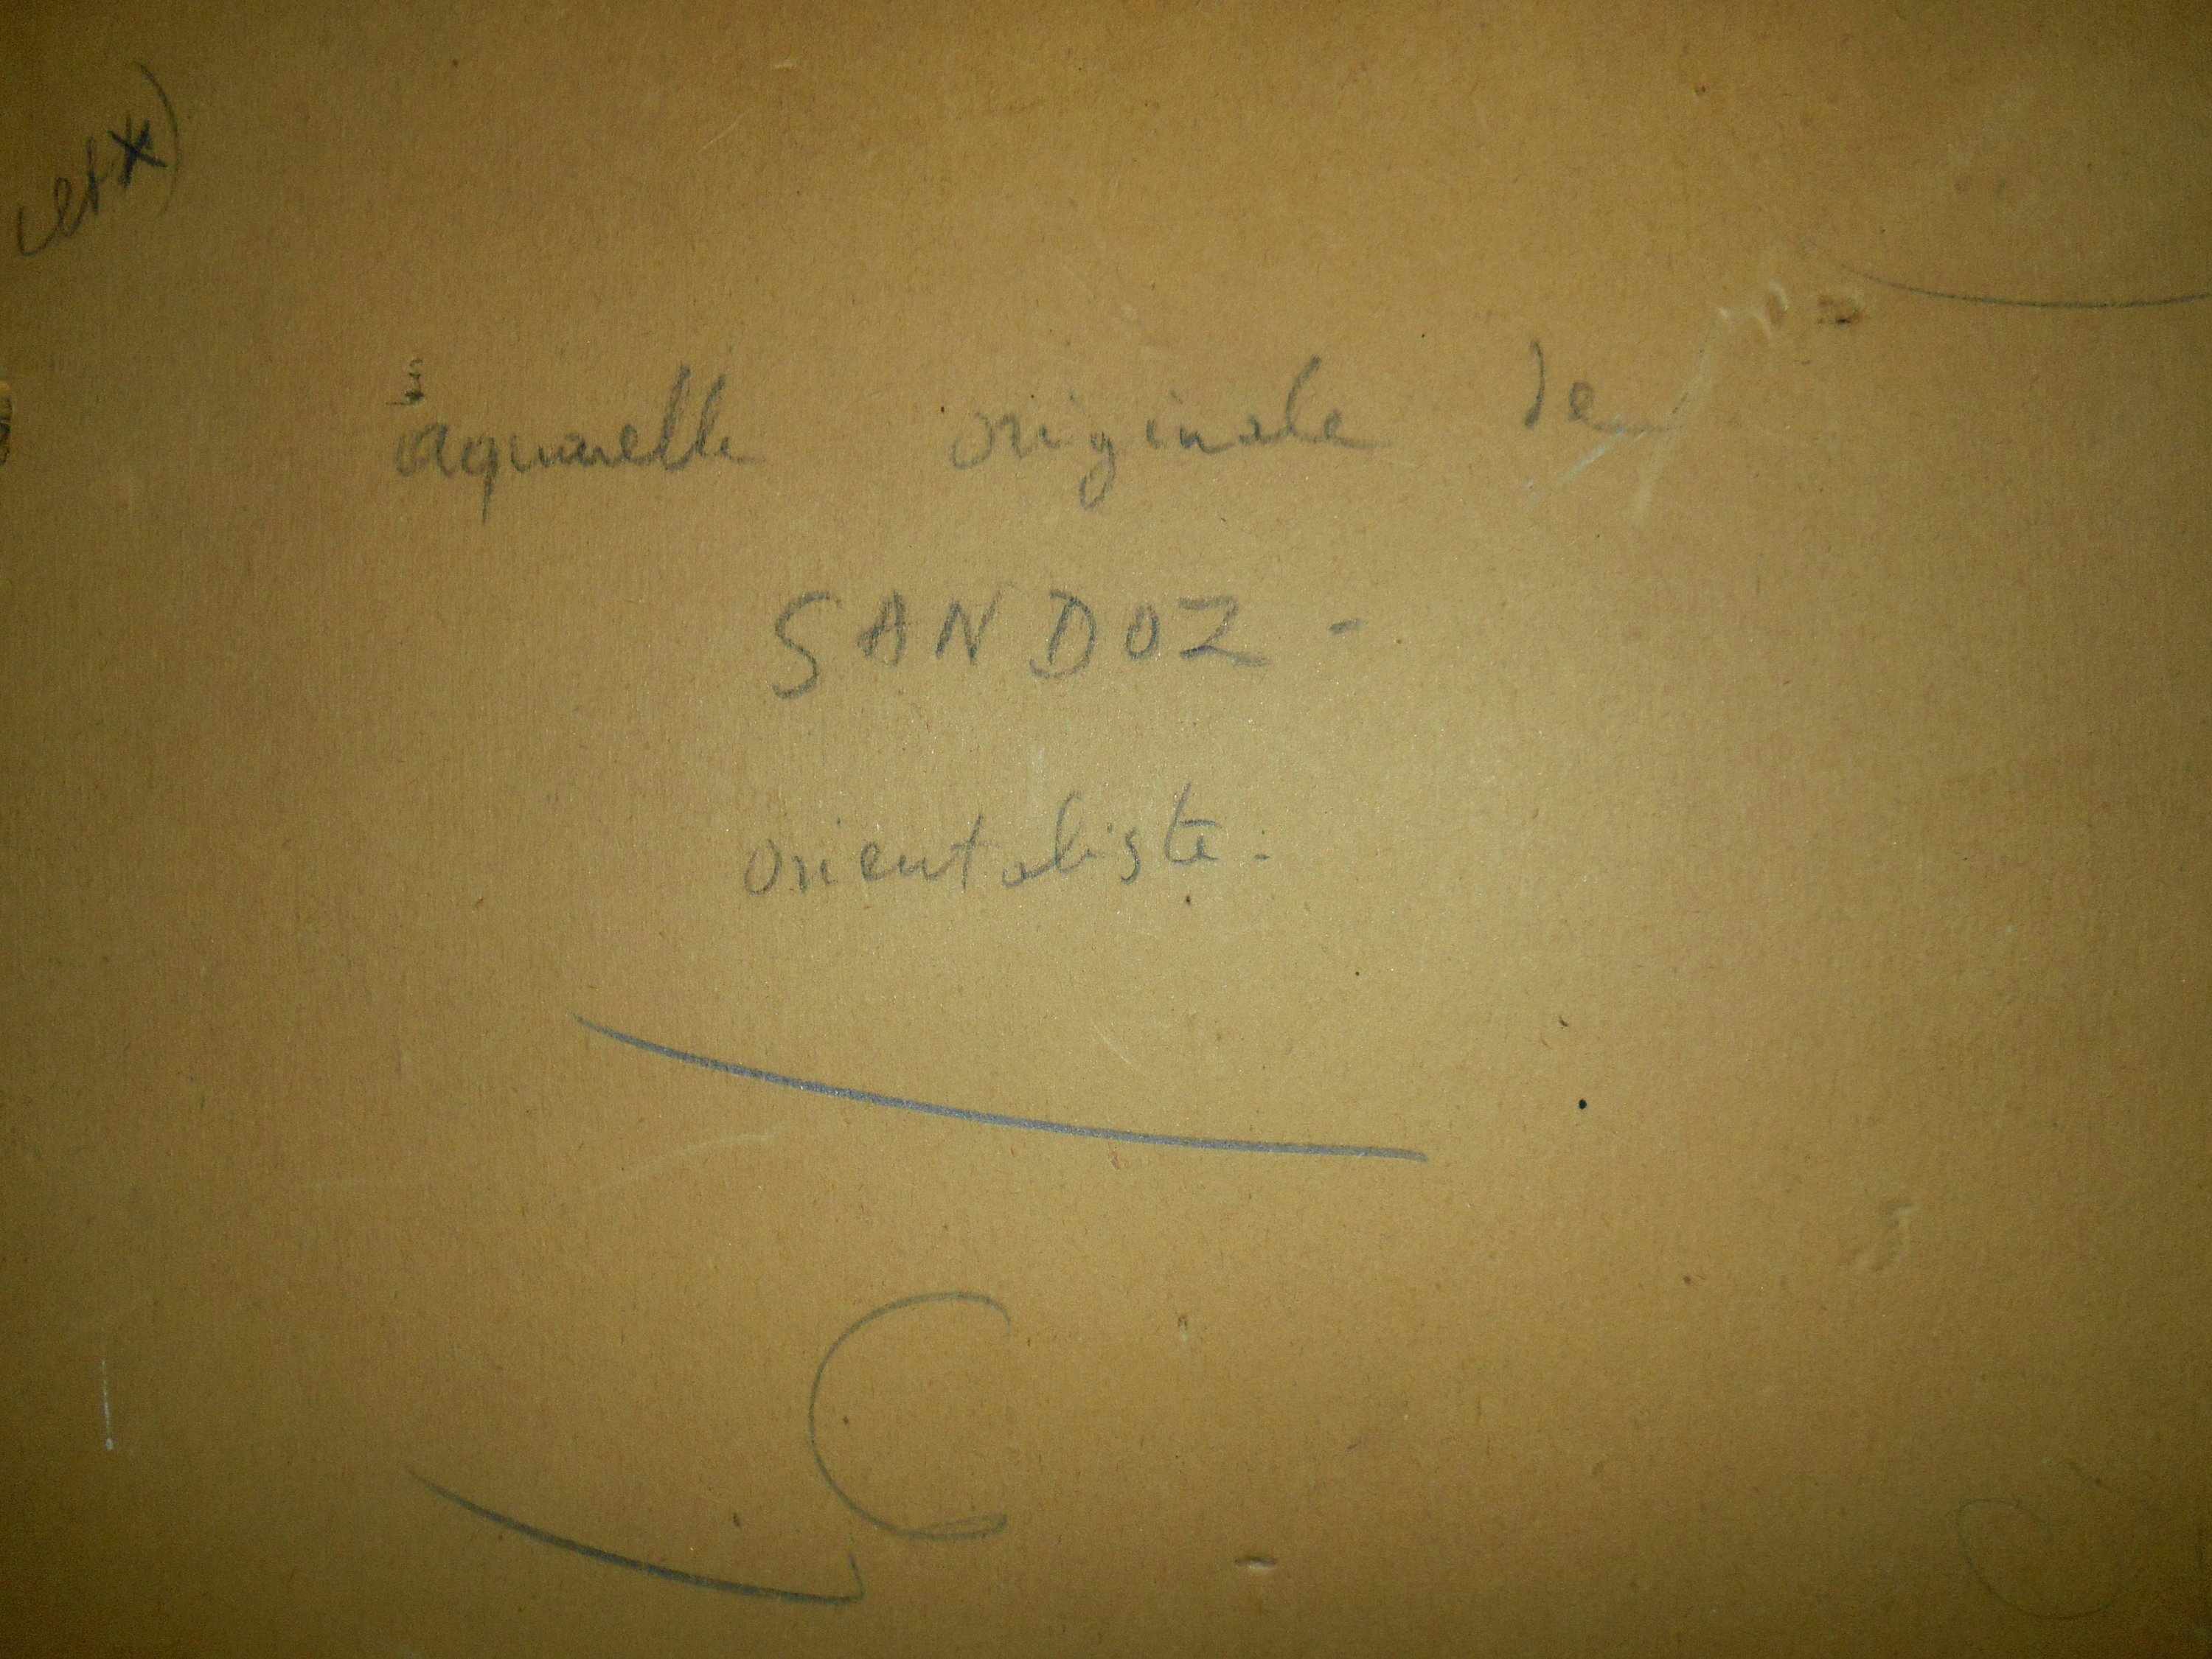 aquarelle originale de
SANDOZ -
orientaliste.